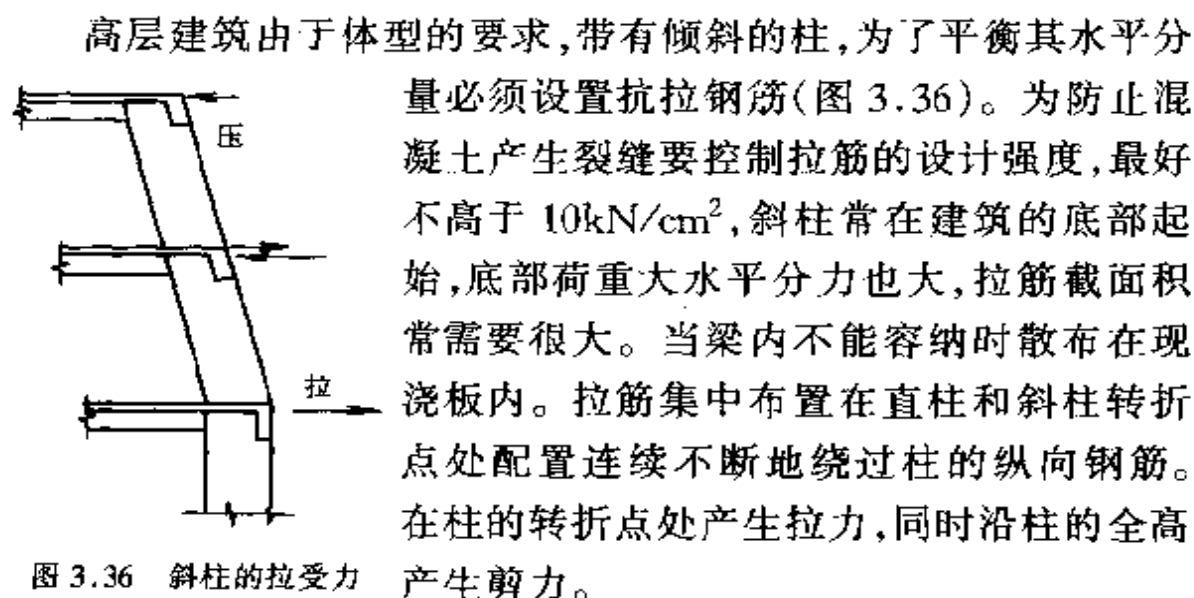 高层建筑由于体型的要求,带有倾斜的柱,为了平衡其水平分
量必须设置抗拉钢筋(图 3.36)。为防止混
凝土产生裂缝要控制拉筋的设计强度,最好
不高于 10kN/cm²,斜柱常在建筑的底部起
始,底部荷重大水平分力也大,拉筋截面积
常需要很大。当梁内不能容纳时散布在现
浇板内。拉筋集中布置在直柱和斜柱转折
点处配置连续不断地绕过柱的纵向钢筋。
在柱的转折点处产生拉力,同时沿柱的全高
产生剪力。
压
拉
图 3.36 斜柱的拉受力